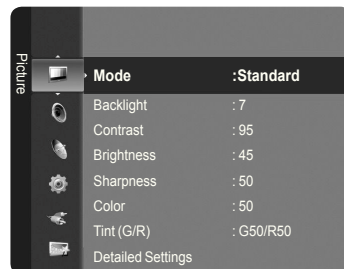 Picture
Mode :Standard
Backlight : 7
Contrast : 95
Brightness : 45
Sharpness : 50
Color : 50
Tint (G/R) : G50/R50
Detailed Settings